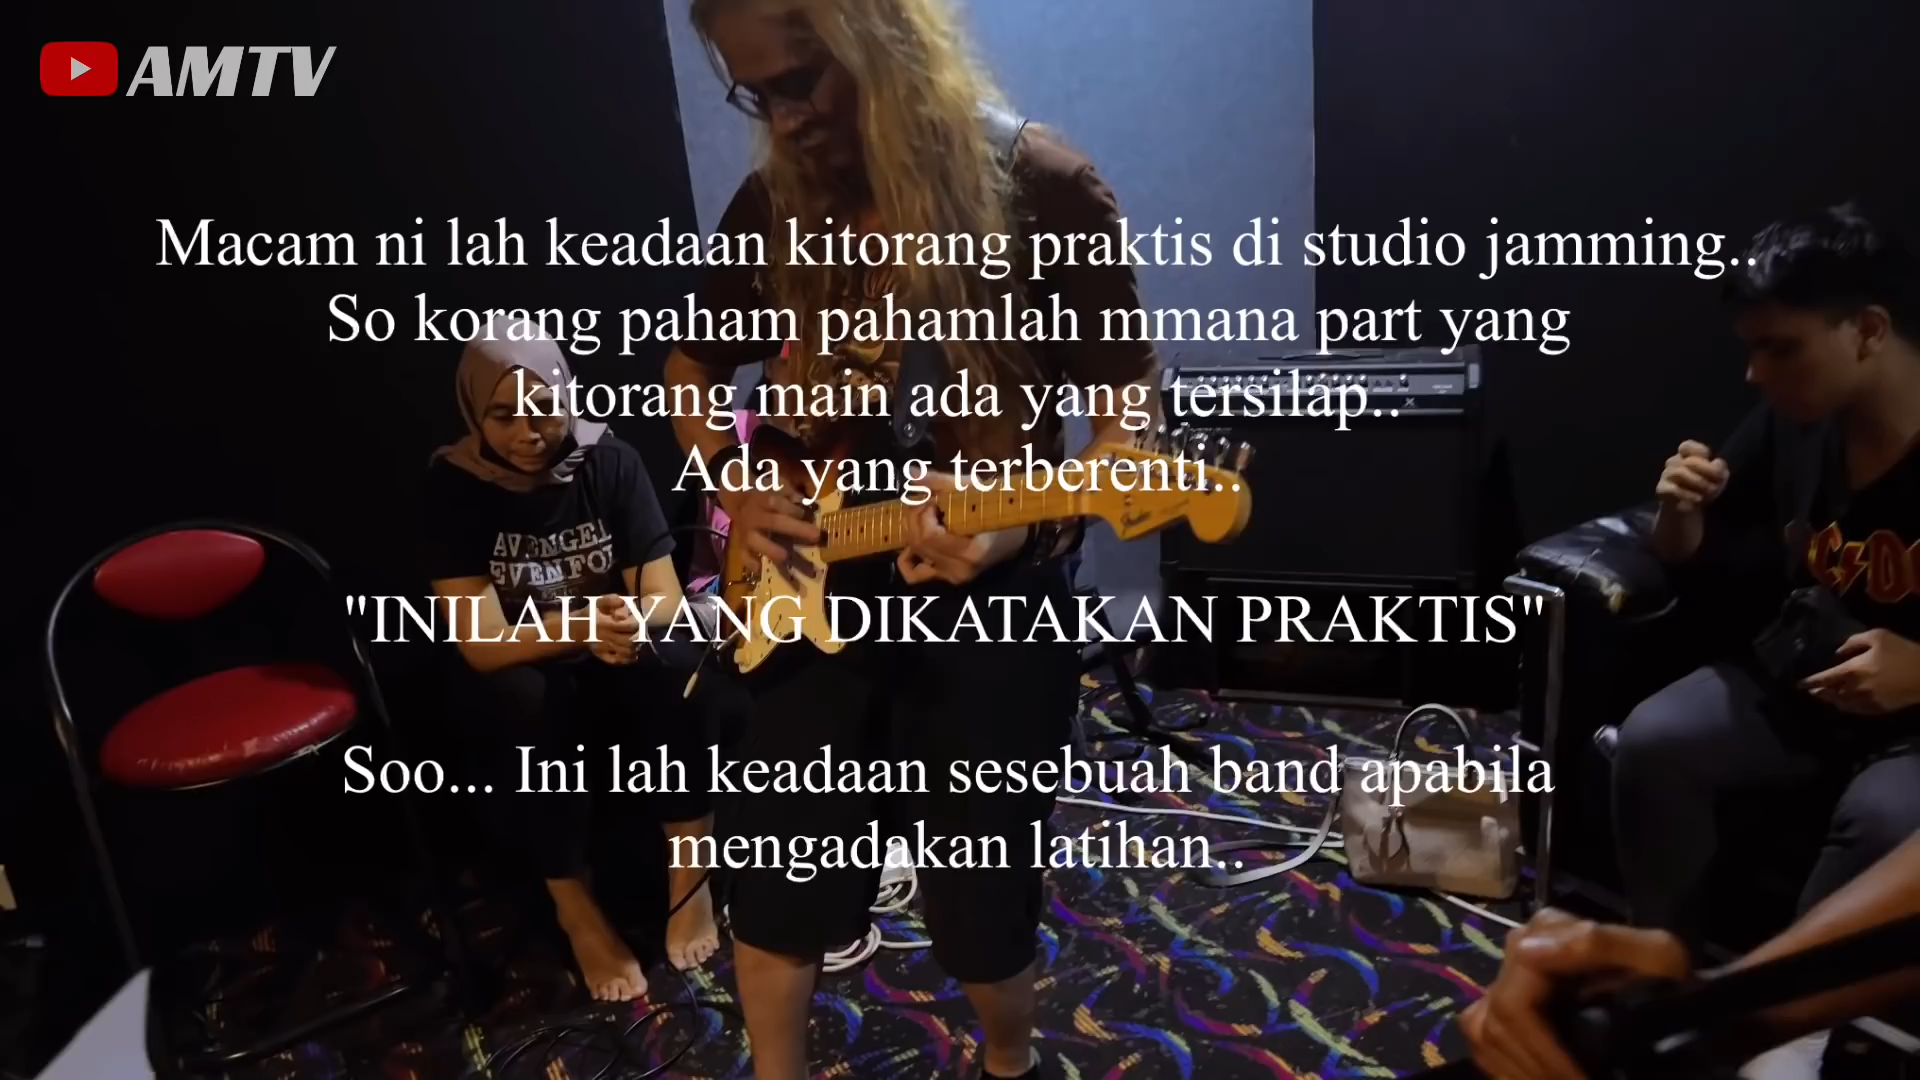 AMTV
Macam ni lah keadaan kitorang praktis di studio jamming..
So korang paham pahamlah mmana part yang
kitorang main ada yang tersilap..
Ada yang terberenti..
AVENGED
SEVENFOLD
"INILAH YANG DIKATAKAN PRAKTIS"
Soo... Ini lah keadaan sesebuah band apabila
mengadakan latihan..